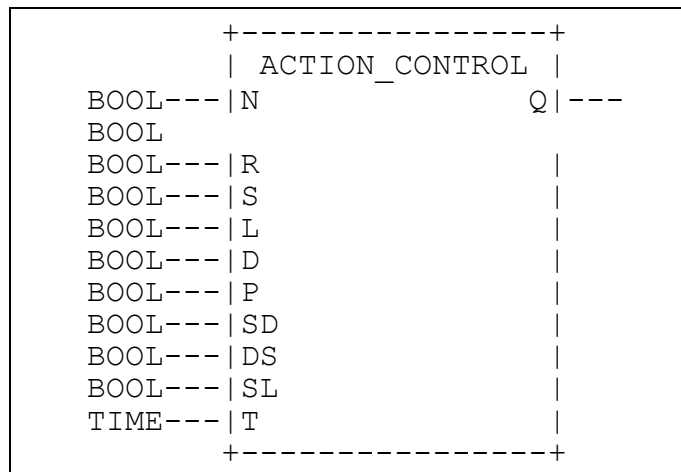 +----------------+
| ACTION_CONTROL |
BOOL---|N Q|---
BOOL
BOOL---|R |
BOOL---|S |
BOOL---|L |
BOOL---|D |
BOOL---|P |
BOOL---|SD |
BOOL---|DS |
BOOL---|SL |
TIME---|T |
+----------------+